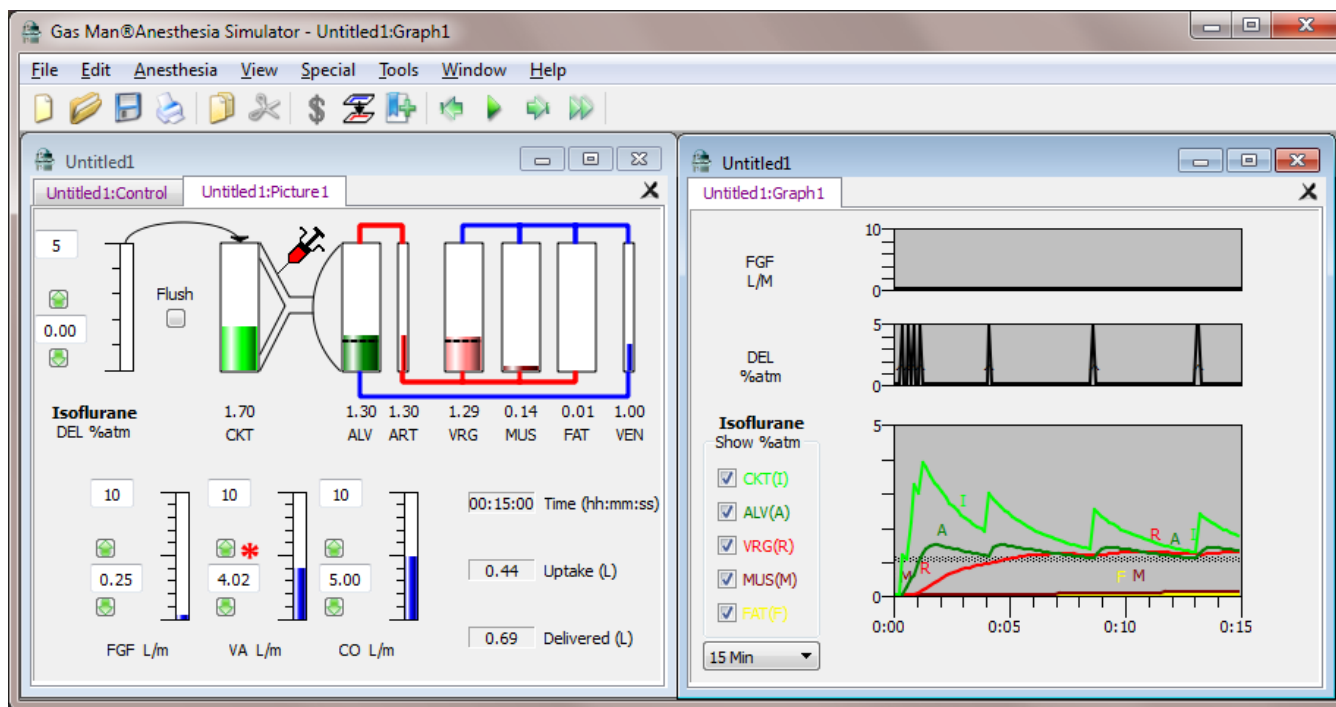 Gas Man®Anesthesia Simulator - Untitled1:Graph1
File Edit Anesthesia View Special Tools Window Help
$
Untitled1
Untitled1:Control Untitled1:Picture1
5
Flush
0.00
Isoflurane 1.70 1.30 1.30 1.29 0.14 0.01 1.00
DEL %atm CKT ALV ART VRG MUS FAT VEN
10 10 10
00:15:00 Time (hh:mm:ss)
*
0.25 4.02 5.00
0.44 Uptake (L)
0.69 Delivered (L)
FGF L/m VA L/m CO L/m
Untitled1
Untitled1:Graph1
FGF
L/M
10
0
DEL
%atm
5
0
Isoflurane
Show %atm
CKT(I)
ALV(A)
VRG(R)
MUS(M)
FAT(F)
15 Min
5
I
A R A I
M R F M
0
0:00 0:05 0:10 0:15